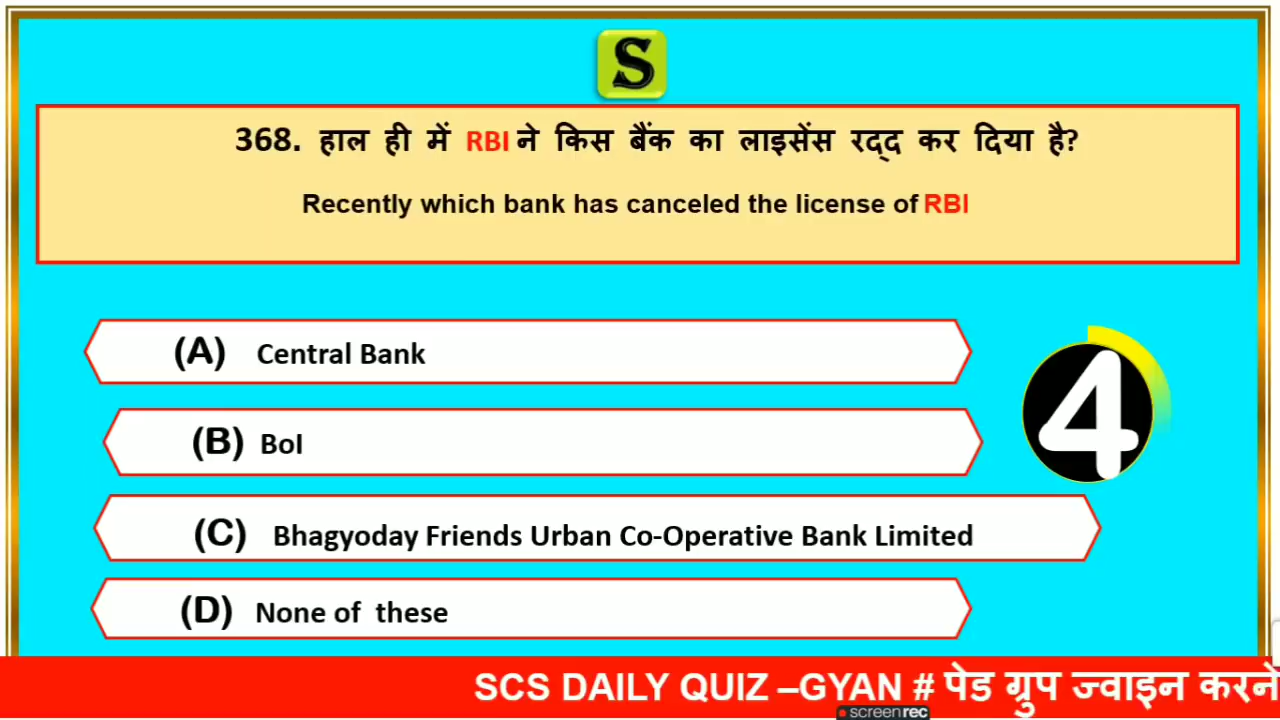 S
368. हाल ही में RBI ने किस बैंक का लाइसेंस रद्द कर दिया है?
Recently which bank has canceled the license of RBI
(A) Central Bank
4
(B) BoI
(C) Bhagyoday Friends Urban Co-Operative Bank Limited
(D) None of these
SCS DAILY QUIZ –GYAN # पेड ग्रुप ज्वाइन करने
screenrec